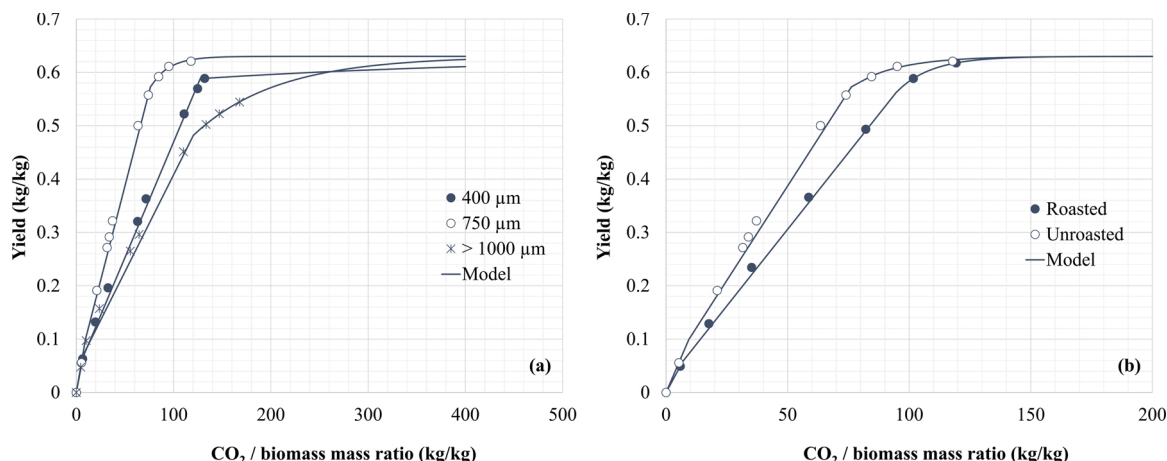 0.7
0.6
0.5
0.4
0.3
0.2
0.1
0
Yield (kg/kg)
400 µm
750 µm
> 1000 µm
Model
(a)
0 100 200 300 400 500
CO2 / biomass mass ratio (kg/kg)
0.7
0.6
0.5
0.4
0.3
0.2
0.1
0
Yield (kg/kg)
Roasted
Unroasted
Model
(b)
0 50 100 150 200
CO2 / biomass mass ratio (kg/kg)